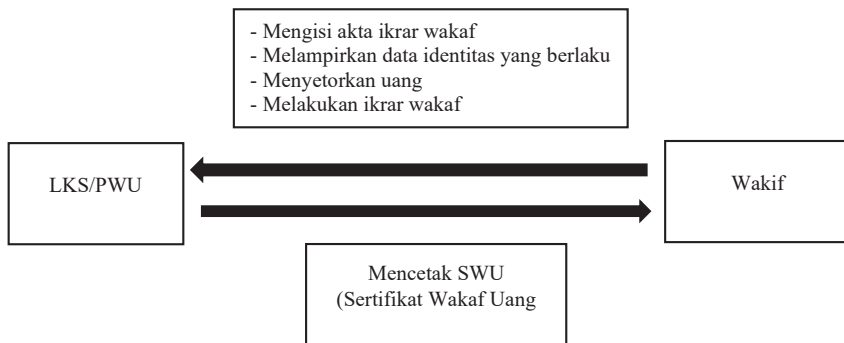 - Mengisi akta ikrar wakaf
- Melampirkan data identitas yang berlaku
- Menyetorkan uang
- Melakukan ikrar wakaf
LKS/PWU
Wakif
Mencetak SWU
(Sertifikat Wakaf Uang